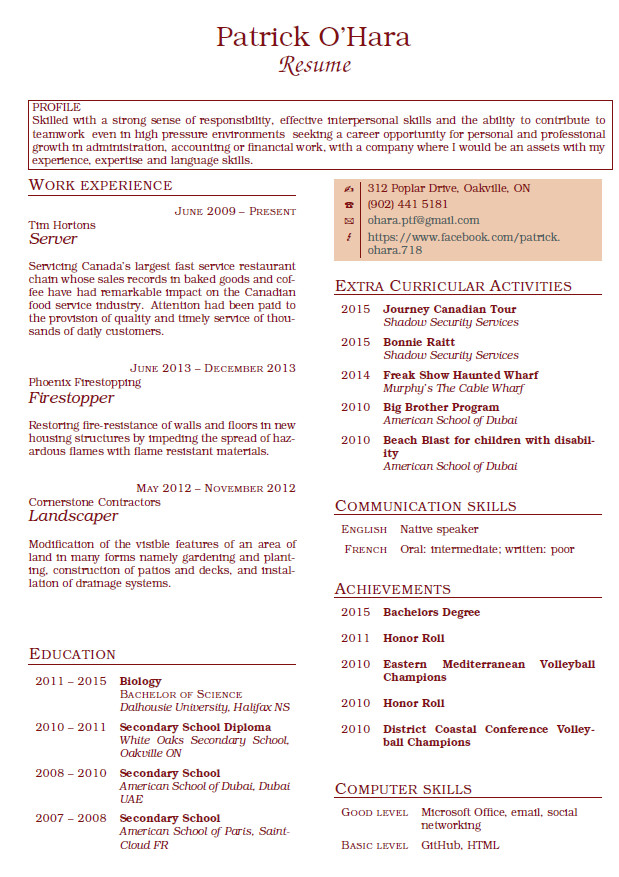 Patrick O'Hara
Resume
PROFILE
Skilled with a strong sense of responsibility, effective interpersonal skills and the ability to contribute to
teamwork even in high pressure environments seeking a career opportunity for personal and professional
growth in administration, accounting or financial work, with a company where I would be an assets with my
experience, expertise and language skills.
WORK EXPERIENCE
JUNE 2009 – PRESENT
Tim Hortons
Server
Servicing Canada's largest fast service restaurant
chain whose sales records in baked goods and cof-
fee have had remarkable impact on the Canadian
food service industry. Attention had been paid to
the provision of quality and timely service of thou-
sands of daily customers.
JUNE 2013 – DECEMBER 2013
Phoenix Firestopping
Firestopper
Restoring fire-resistance of walls and floors in new
housing structures by impeding the spread of haz-
ardous flames with flame resistant materials.
MAY 2012 – NOVEMBER 2012
Cornerstone Contractors
Landscaper
Modification of the visible features of an area of
land in many forms namely gardening and plant-
ing, construction of patios and decks, and instal-
lation of drainage systems.
EDUCATION
2011 – 2015 Biology
BACHELOR OF SCIENCE
Dalhousie University, Halifax NS
2010 – 2011 Secondary School Diploma
White Oaks Secondary School,
Oakville ON
2008 – 2010 Secondary School
American School of Dubai, Dubai
UAE
2007 – 2008 Secondary School
American School of Paris, Saint-
Cloud FR
312 Poplar Drive, Oakville, ON
(902) 441 5181
ohara.ptf@gmail.com
https://www.facebook.com/patrick.
ohara.718
EXTRA CURRICULAR ACTIVITIES
2015 Journey Canadian Tour
Shadow Security Services
2015 Bonnie Raitt
Shadow Security Services
2014 Freak Show Haunted Wharf
Murphy's The Cable Wharf
2010 Big Brother Program
American School of Dubai
2010 Beach Blast for children with disabil-
ity
American School of Dubai
COMMUNICATION SKILLS
ENGLISH Native speaker
FRENCH Oral: intermediate; written: poor
ACHIEVEMENTS
2015 Bachelors Degree
2011 Honor Roll
2010 Eastern Mediterranean Volleyball
Champions
2010 Honor Roll
2010 District Coastal Conference Volley-
ball Champions
COMPUTER SKILLS
GOOD LEVEL Microsoft Office, email, social
networking
BASIC LEVEL GitHub, HTML